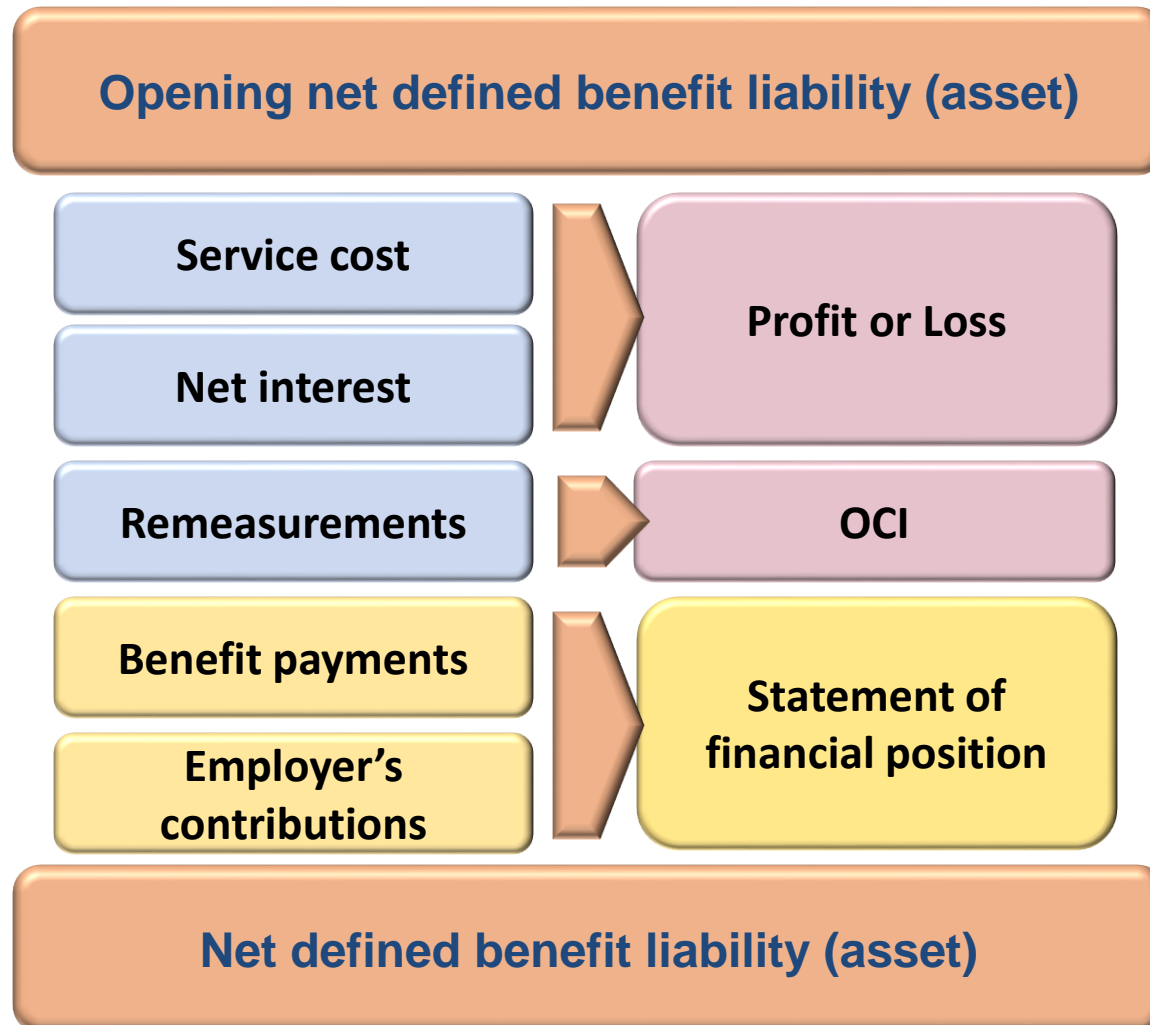 Opening net defined benefit liability (asset)
Service cost
Net interest
Profit or Loss
Remeasurements
OCI
Benefit payments
Employer’s
contributions
Statement of
financial position
Net defined benefit liability (asset)